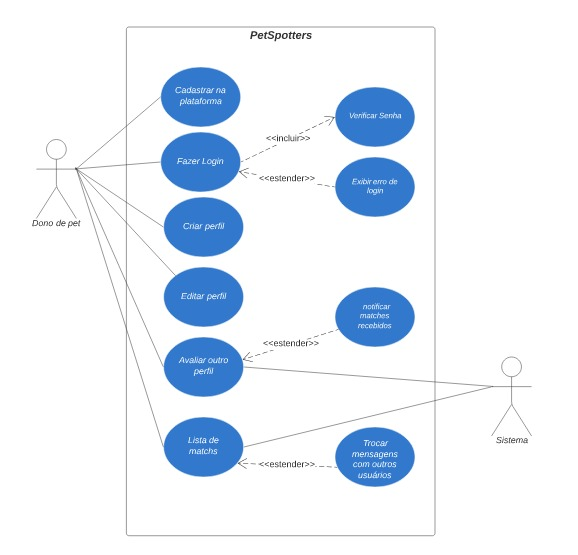 PetSpotters
Cadastrar na
plataforma
Verificar Senha
<<incluir>>
Fazer Login
<<estender>>
Exibir erro de
login
Dono de pet
Criar perfil
Editar perfil
notificar
matches
recebidos
<<estender>>
Avaliar outro
perfil
Sistema
Lista de
matchs
<<estender>>
Trocar
mensagens
com outros
usuários